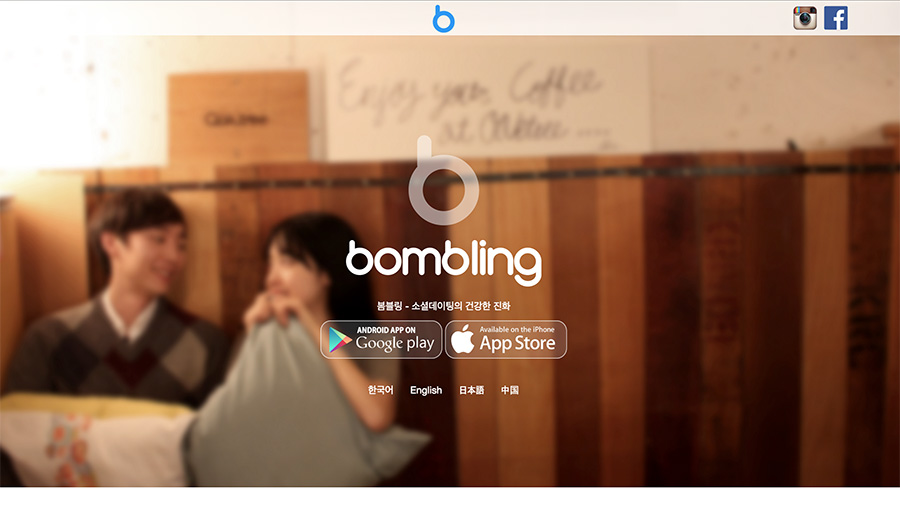 b
Enjoy your Coffee
at
b
bombling
봄블링 - 소셜데이팅의 건강한 진화
ANDROID APP ON
Google play
Available on the iPhone
App Store
한국어 English 日本語 中国